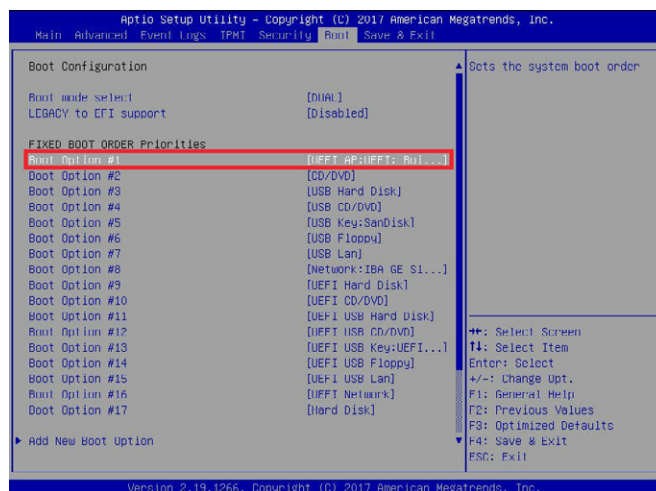 Aptio Setup Utility – Copyright (C) 2017 American Megatrends, Inc.
Main Advanced Event Logs IPMI Security Boot Save & Exit
Boot Configuration
Boot mode select [DUAL]
LEGACY to EFI support [Disabled]
FIXED BOOT ORDER Priorities
Boot Option #1 [UEFI AP:UEFI: Bui...]
Boot Option #2 [CD/DVD]
Boot Option #3 [USB Hard Disk]
Boot Option #4 [USB CD/DVD]
Boot Option #5 [USB Key:SanDisk]
Boot Option #6 [USB Floppy]
Boot Option #7 [USB Lan]
Boot Option #8 [Network:IBA GE Sl...]
Boot Option #9 [UEFI Hard Disk]
Boot Option #10 [UEFI CD/DVD]
Boot Option #11 [UEFI USB Hard Disk]
Boot Option #12 [UEFI USB CD/DVD]
Boot Option #13 [UEFI USB Key:UEFI...]
Boot Option #14 [UEFI USB Floppy]
Boot Option #15 [UEFI USB Lan]
Boot Option #16 [UEFI Network]
Boot Option #17 [Hard Disk]
Add New Boot Option
Sets the system boot order
→←: Select Screen
↑↓: Select Item
Enter: Select
+/-: Change Opt.
F1: General Help
F2: Previous Values
F3: Optimized Defaults
F4: Save & Exit
ESC: Exit
Version 2.19.1266. Copyright (C) 2017 American Megatrends, Inc.